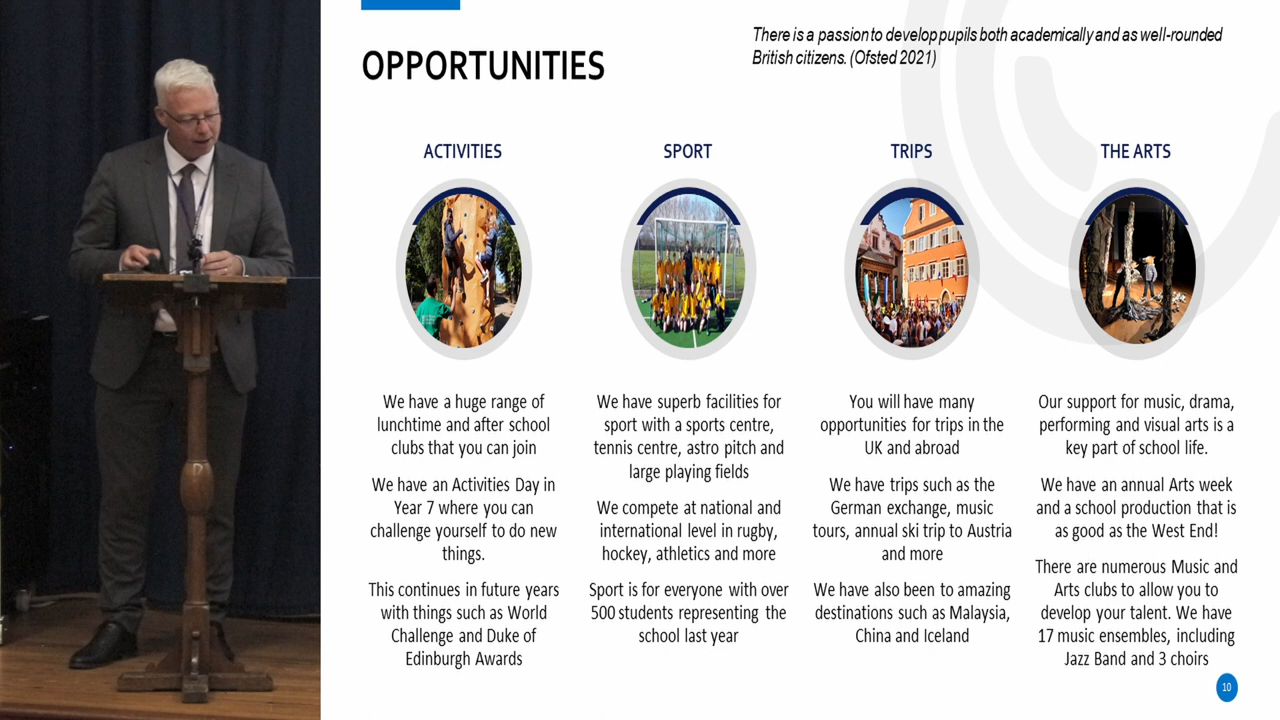 OPPORTUNITIES
There is a passion to develop pupils both academically and as well-rounded
British citizens. (Ofsted 2021)
ACTIVITIES
We have a huge range of
lunchtime and after school
clubs that you can join
We have an Activities Day in
Year 7 where you can
challenge yourself to do new
things.
This continues in future years
with things such as World
Challenge and Duke of
Edinburgh Awards
SPORT
We have superb facilities for
sport with a sports centre,
tennis centre, astro pitch and
large playing fields
We compete at national and
international level in rugby,
hockey, athletics and more
Sport is for everyone with over
500 students representing the
school last year
TRIPS
You will have many
opportunities for trips in the
UK and abroad
We have trips such as the
German exchange, music
tours, annual ski trip to Austria
and more
We have also been to amazing
destinations such as Malaysia,
China and Iceland
THE ARTS
Our support for music, drama,
performing and visual arts is a
key part of school life.
We have an annual Arts week
and a school production that is
as good as the West End!
There are numerous Music and
Arts clubs to allow you to
develop your talent. We have
17 music ensembles, including
Jazz Band and 3 choirs
10